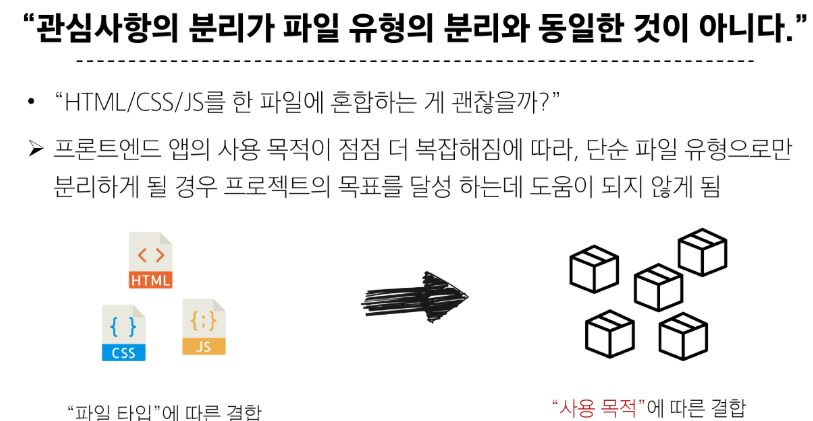 “관심사항의 분리가 파일 유형의 분리와 동일한 것이 아니다.”
• “HTML/CSS/JS를 한 파일에 혼합하는 게 괜찮을까?”
➢ 프론트엔드 앱의 사용 목적이 점점 더 복잡해짐에 따라, 단순 파일 유형으로만
분리하게 될 경우 프로젝트의 목표를 달성 하는데 도움이 되지 않게 됨
< >
HTML
{ }
CSS
{;}
JS
“파일 타입”에 따른 결합
“사용 목적”에 따른 결합